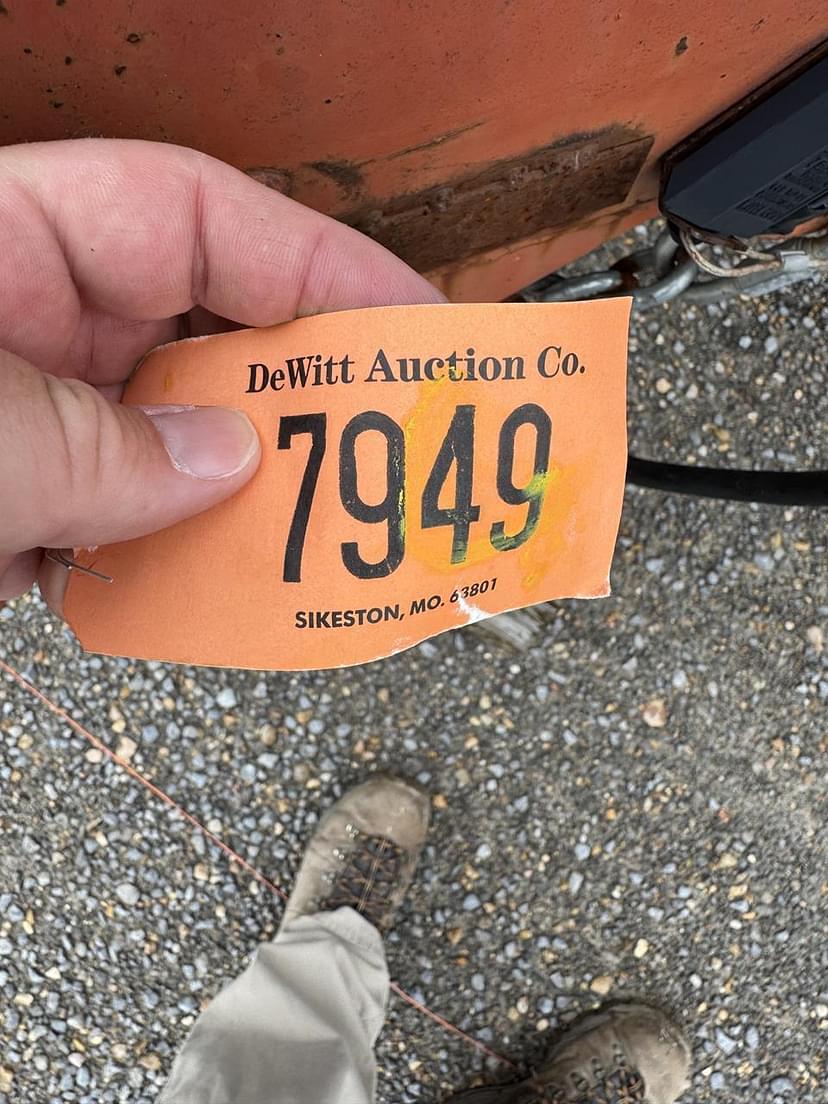 DeWitt Auction Co.
7949
SIKESTON, MO. 63801